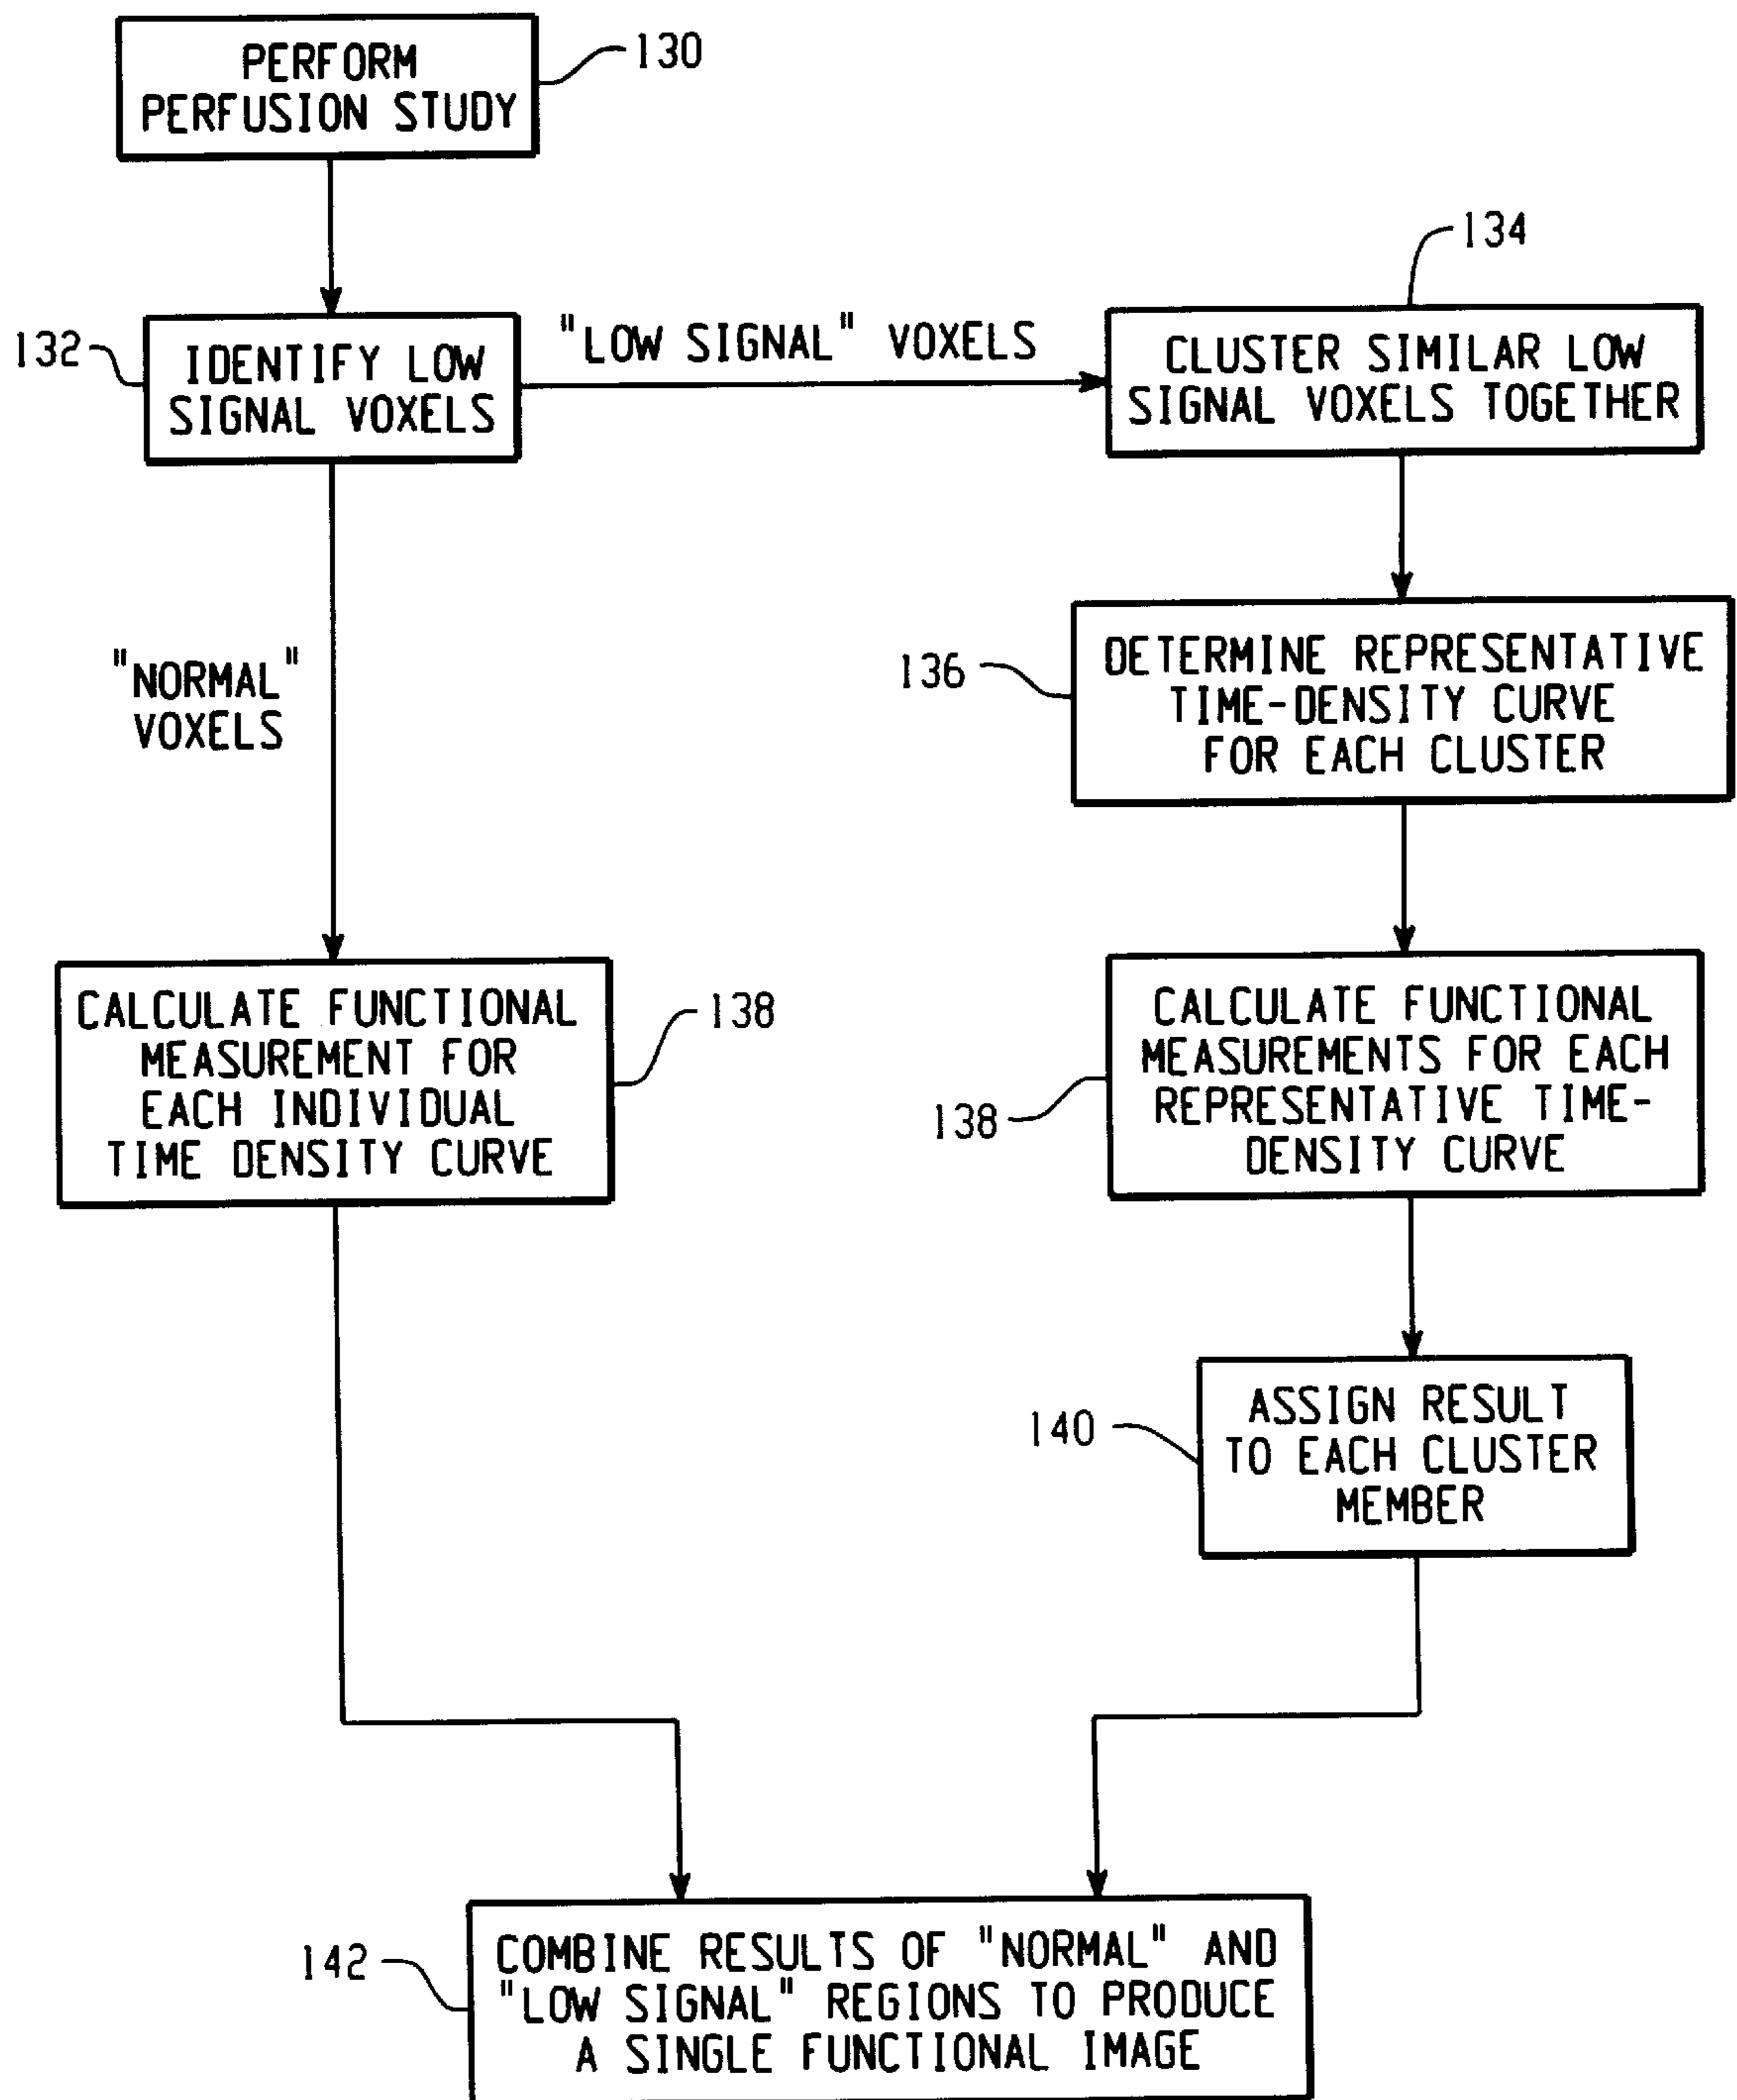 PERFORM
PERFUSION STUDY
130
132
IDENTIFY LOW
SIGNAL VOXELS
"LOW SIGNAL" VOXELS
134
CLUSTER SIMILAR LOW
SIGNAL VOXELS TOGETHER
136
DETERMINE REPRESENTATIVE
TIME-DENSITY CURVE
FOR EACH CLUSTER
"NORMAL"
VOXELS
CALCULATE FUNCTIONAL
MEASUREMENT FOR
EACH INDIVIDUAL
TIME DENSITY CURVE
138
138
CALCULATE FUNCTIONAL
MEASUREMENTS FOR EACH
REPRESENTATIVE TIME-
DENSITY CURVE
140
ASSIGN RESULT
TO EACH CLUSTER
MEMBER
142
COMBINE RESULTS OF "NORMAL" AND
"LOW SIGNAL" REGIONS TO PRODUCE
A SINGLE FUNCTIONAL IMAGE